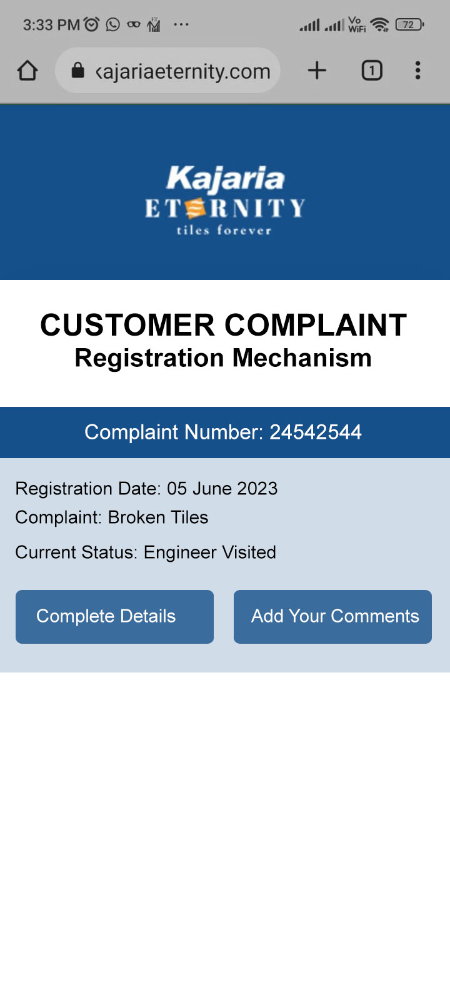 3:33 PM
Vo
WiFi
72
kajariaeternity.com
1
Kajaria
ETERNITY
tiles forever
CUSTOMER COMPLAINT
Registration Mechanism
Complaint Number: 24542544
Registration Date: 05 June 2023
Complaint: Broken Tiles
Current Status: Engineer Visited
Complete Details
Add Your Comments